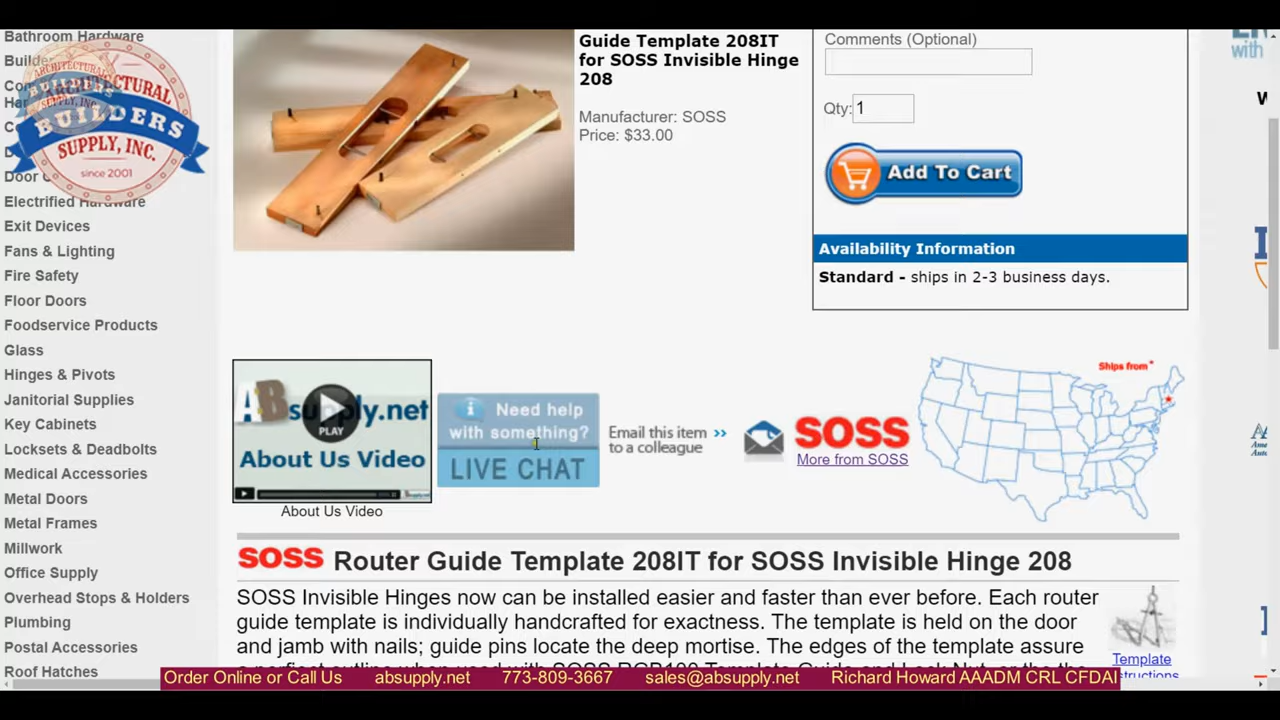 Bathroom Hardware
Builde
ARCHITECTURAL
BUILDERS
SUPPLY, INC.
since 2001
Door C
Electrified Hardware
Exit Devices
Fans & Lighting
Fire Safety
Floor Doors
Foodservice Products
Glass
Hinges & Pivots
Janitorial Supplies
Key Cabinets
Locksets & Deadbolts
Medical Accessories
Metal Doors
Metal Frames
Millwork
Office Supply
Overhead Stops & Holders
Plumbing
Postal Accessories
Roof Hatches
Guide Template 208IT
for SOSS Invisible Hinge
208
Manufacturer: SOSS
Price: $33.00
Comments (Optional)
Qty: 1
Add To Cart
Availability Information
Standard - ships in 2-3 business days.
with
ABsupply.net
PLAY
About Us Video
About Us Video
i Need help
with something?
LIVE CHAT
Email this item >>
to a colleague
SOSS
More from SOSS
Ships from*
SOSS Router Guide Template 208IT for SOSS Invisible Hinge 208
SOSS Invisible Hinges now can be installed easier and faster than ever before. Each router
guide template is individually handcrafted for exactness. The template is held on the door
and jamb with nails; guide pins locate the deep mortise. The edges of the template assure
Template
structions
Order Online or Call Us absupply.net 773-809-3667 sales@absupply.net Richard Howard AAADM CRL CFDAI